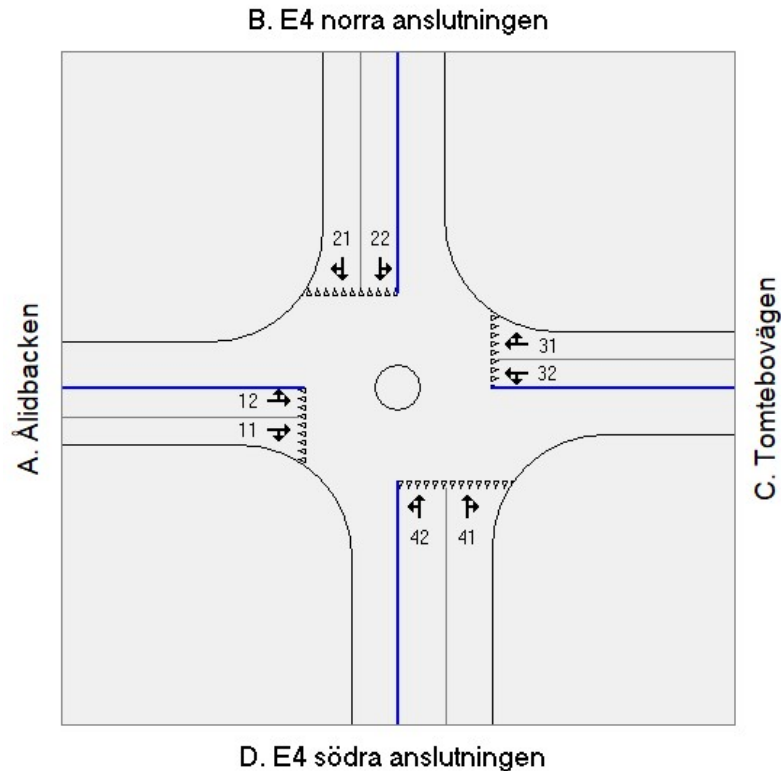 B. E4 norra anslutningen
21 22
A. Ålidbacken
12
11
31
32
C. Tomtebovägen
42 41
D. E4 södra anslutningen